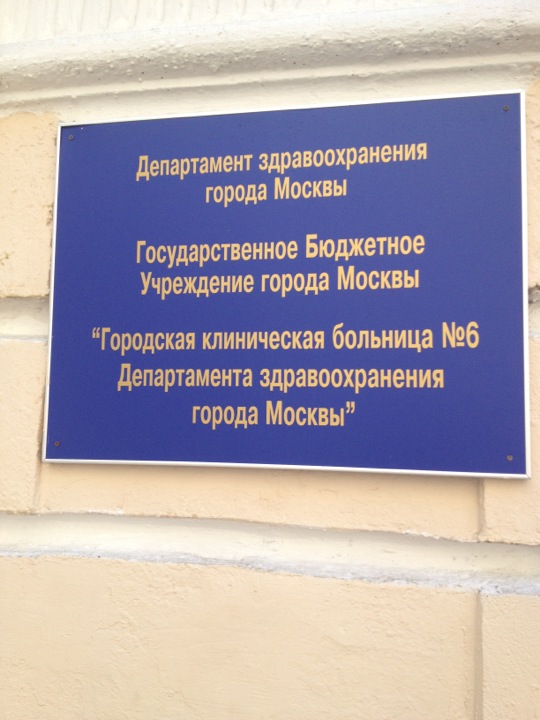 Департамент здравоохранения
города Москвы
Государственное Бюджетное
Учреждение города Москвы
“Городская клиническая больница №6
Департамента здравоохранения
города Москвы”